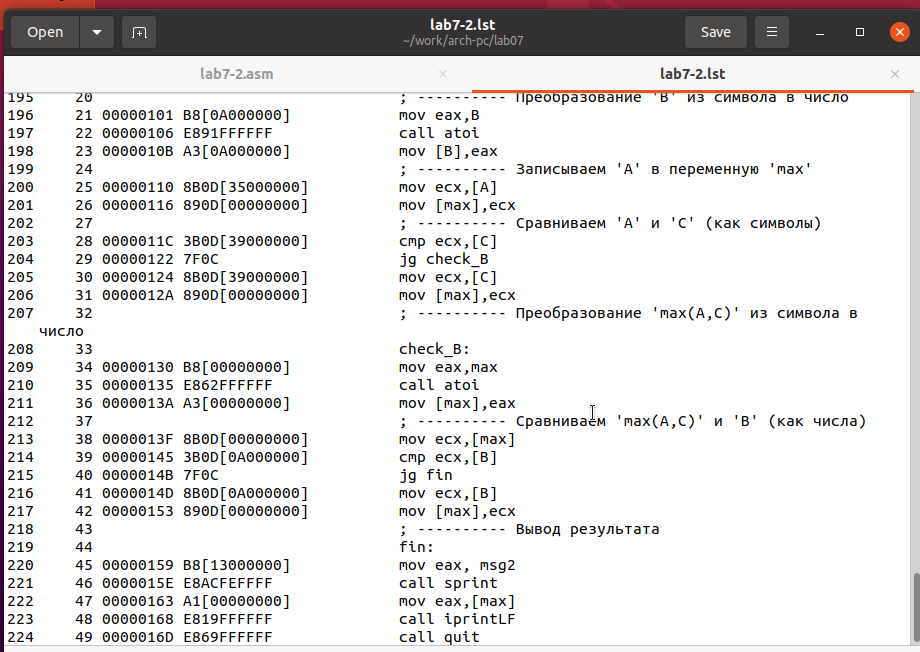 Open
lab7-2.lst
~/work/arch-pc/lab07
Save
lab7-2.asm
lab7-2.lst
195 20 ; ---------- Преобразование 'B' из символа в число
196 21 00000101 B8[0A000000] mov eax,B
197 22 00000106 E891FFFFFF call atoi
198 23 0000010B A3[0A000000] mov [B],eax
199 24 ; ---------- Записываем 'A' в переменную 'max'
200 25 00000110 8B0D[35000000] mov ecx,[A]
201 26 00000116 890D[00000000] mov [max],ecx
202 27 ; ---------- Сравниваем 'A' и 'C' (как символы)
203 28 0000011C 3B0D[39000000] cmp ecx,[C]
204 29 00000122 7F0C jg check_B
205 30 00000124 8B0D[39000000] mov ecx,[C]
206 31 0000012A 890D[00000000] mov [max],ecx
207 32 ; ---------- Преобразование 'max(A,C)' из символа в
число
208 33 check_B:
209 34 00000130 B8[00000000] mov eax,max
210 35 00000135 E862FFFFFF call atoi
211 36 0000013A A3[00000000] mov [max],eax
212 37 ; ---------- Сравниваем 'max(A,C)' и 'B' (как числа)
213 38 0000013F 8B0D[00000000] mov ecx,[max]
214 39 00000145 3B0D[0A000000] cmp ecx,[B]
215 40 0000014B 7F0C jg fin
216 41 0000014D 8B0D[0A000000] mov ecx,[B]
217 42 00000153 890D[00000000] mov [max],ecx
218 43 ; ---------- Вывод результата
219 44 fin:
220 45 00000159 B8[13000000] mov eax, msg2
221 46 0000015E E8ACFEFFFF call sprint
222 47 00000163 A1[00000000] mov eax,[max]
223 48 00000168 E819FFFFFF call iprintLF
224 49 0000016D E869FFFFFF call quit